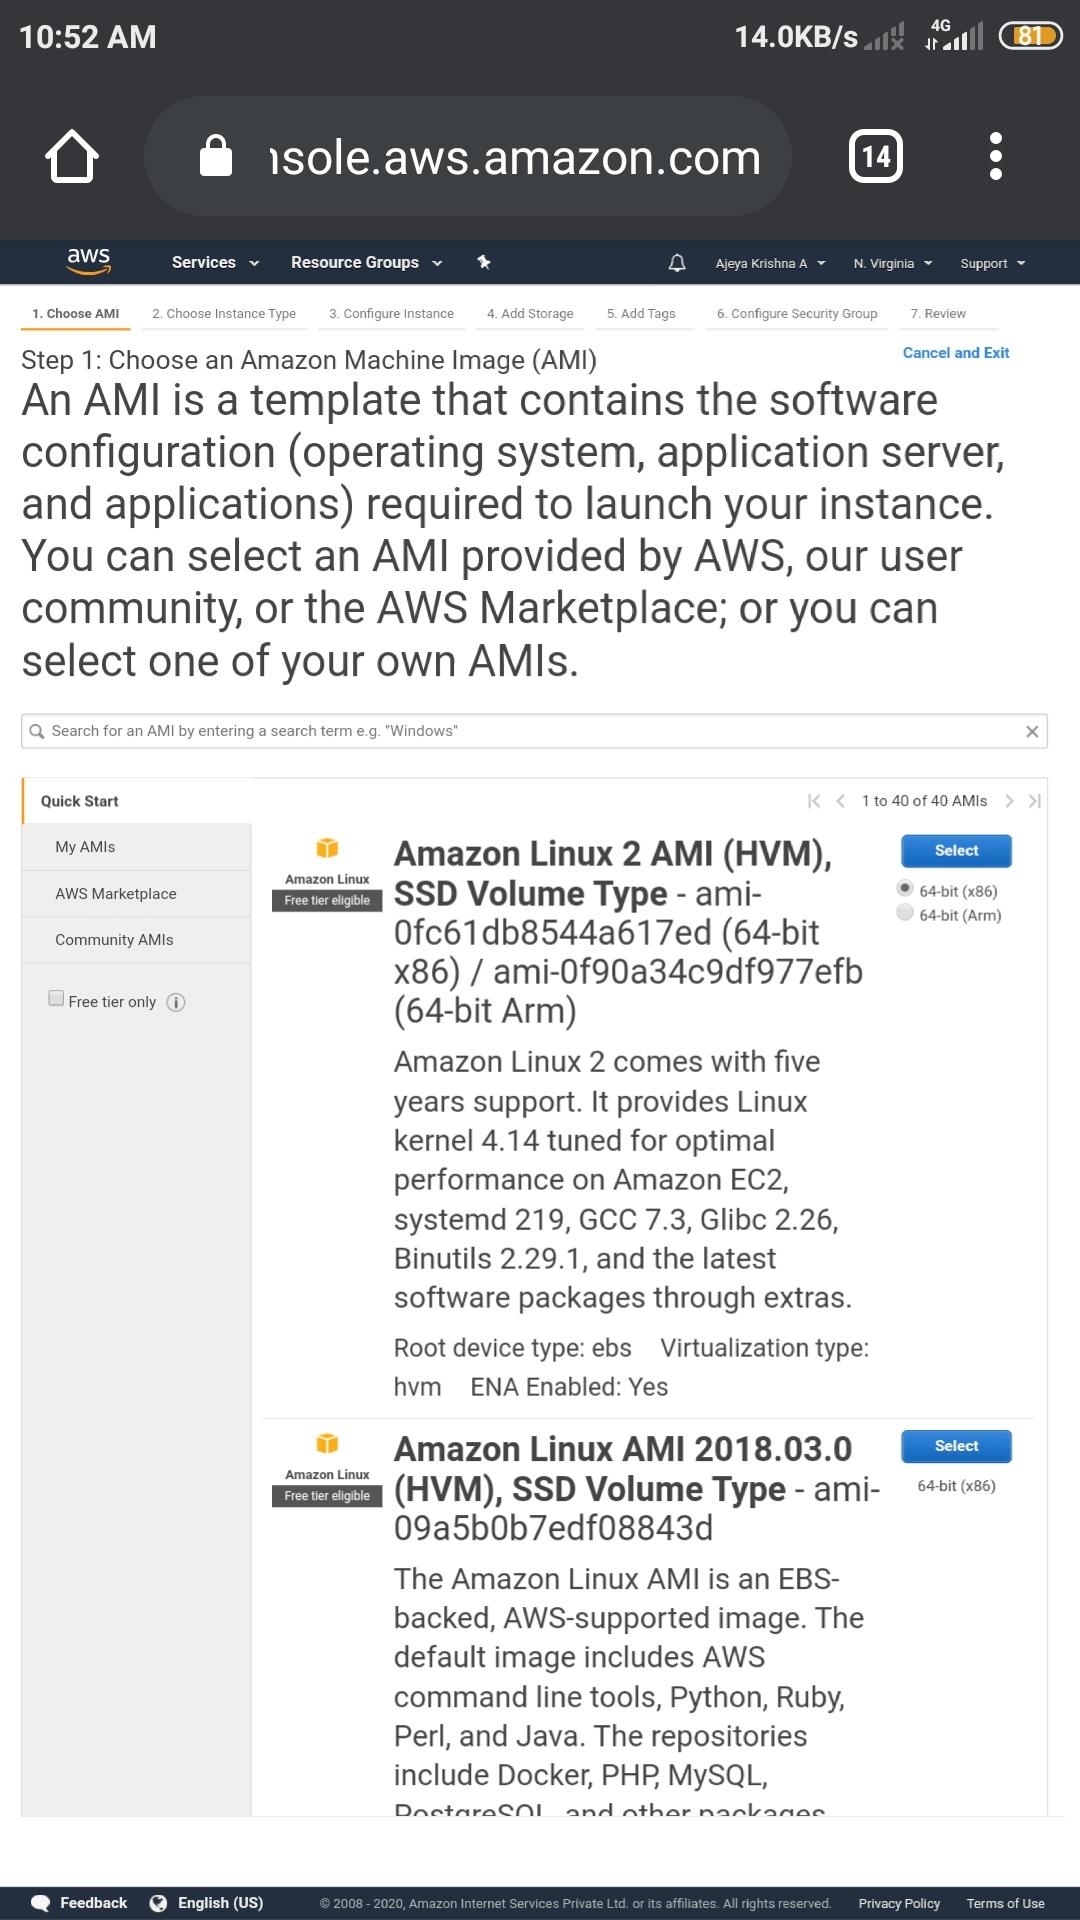 10:52 AM
14.0KB/s
4G
81
nsole.aws.amazon.com
14
aws
Services
Resource Groups
Ajeya Krishna A
N. Virginia
Support
1. Choose AMI
2. Choose Instance Type
3. Configure Instance
4. Add Storage
5. Add Tags
6. Configure Security Group
7. Review
Step 1: Choose an Amazon Machine Image (AMI)
Cancel and Exit
An AMI is a template that contains the software
configuration (operating system, application server,
and applications) required to launch your instance.
You can select an AMI provided by AWS, our user
community, or the AWS Marketplace; or you can
select one of your own AMIs.
Search for an AMI by entering a search term e.g. "Windows"
Quick Start
My AMIs
AWS Marketplace
Community AMIs
Free tier only
1 to 40 of 40 AMIs
Amazon Linux
Free tier eligible
Amazon Linux 2 AMI (HVM),
SSD Volume Type - ami-
0fc61db8544a617ed (64-bit
x86) / ami-0f90a34c9df977efb
(64-bit Arm)
Amazon Linux 2 comes with five
years support. It provides Linux
kernel 4.14 tuned for optimal
performance on Amazon EC2,
systemd 219, GCC 7.3, Glibc 2.26,
Binutils 2.29.1, and the latest
software packages through extras.
Root device type: ebs Virtualization type:
hvm ENA Enabled: Yes
Select
64-bit (x86)
64-bit (Arm)
Amazon Linux
Free tier eligible
Amazon Linux AMI 2018.03.0
(HVM), SSD Volume Type - ami-
09a5b0b7edf08843d
The Amazon Linux AMI is an EBS-
backed, AWS-supported image. The
default image includes AWS
command line tools, Python, Ruby,
Perl, and Java. The repositories
include Docker, PHP, MySQL,
PostgreSQL, and other packages
Select
64-bit (x86)
Feedback
English (US)
© 2008 - 2020, Amazon Internet Services Private Ltd. or its affiliates. All rights reserved.
Privacy Policy
Terms of Use